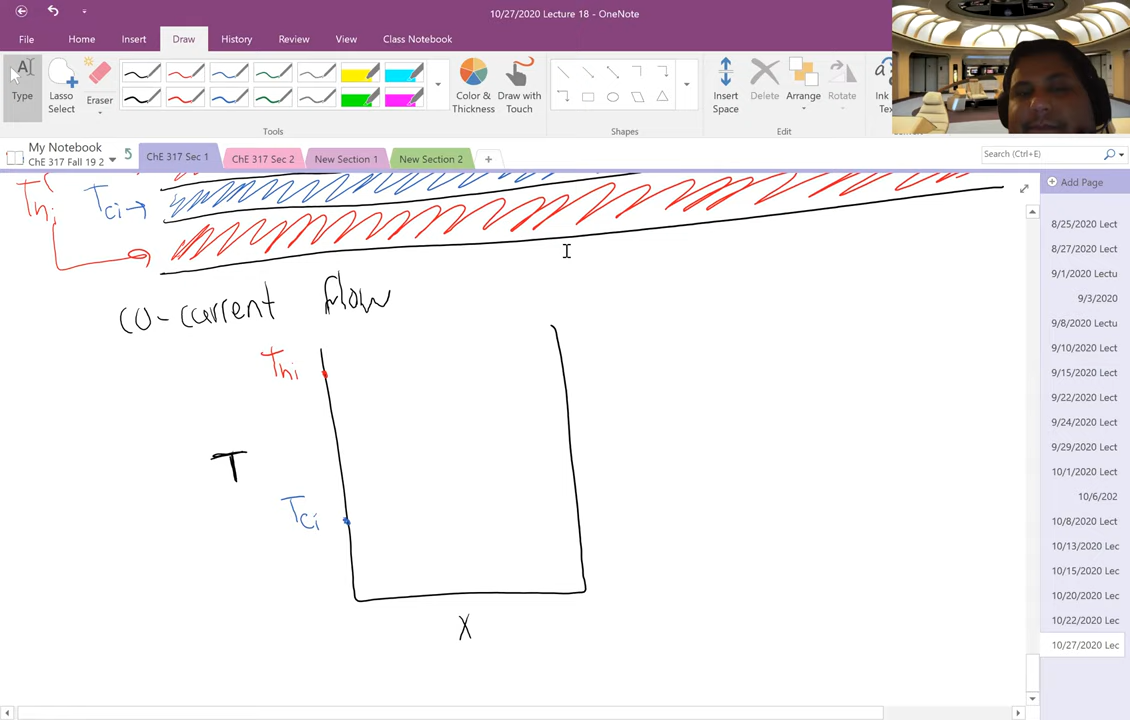 10/27/2020 Lecture 18 - OneNote
File Home Insert Draw History Review View Class Notebook
Type
Lasso Select
Eraser
Color & Thickness
Draw with Touch
Insert Space
Delete
Arrange
Rotate
Tools
Shapes
Edit
My Notebook
ChE 317 Fall 19 2
ChE 317 Sec 1
ChE 317 Sec 2
New Section 1
New Section 2
Search (Ctrl+E)
Add Page
8/25/2020 Lect
8/27/2020 Lect
9/1/2020 Lectu
9/3/2020
9/8/2020 Lectu
9/10/2020 Lect
9/15/2020 Lect
9/22/2020 Lect
9/24/2020 Lect
9/29/2020 Lect
10/1/2020 Lect
10/6/202
10/8/2020 Lect
10/13/2020 Lec
10/15/2020 Lec
10/20/2020 Lec
10/22/2020 Lec
10/27/2020 Lec
Thi Tci
co-current flow
Thi
T
Tci
X